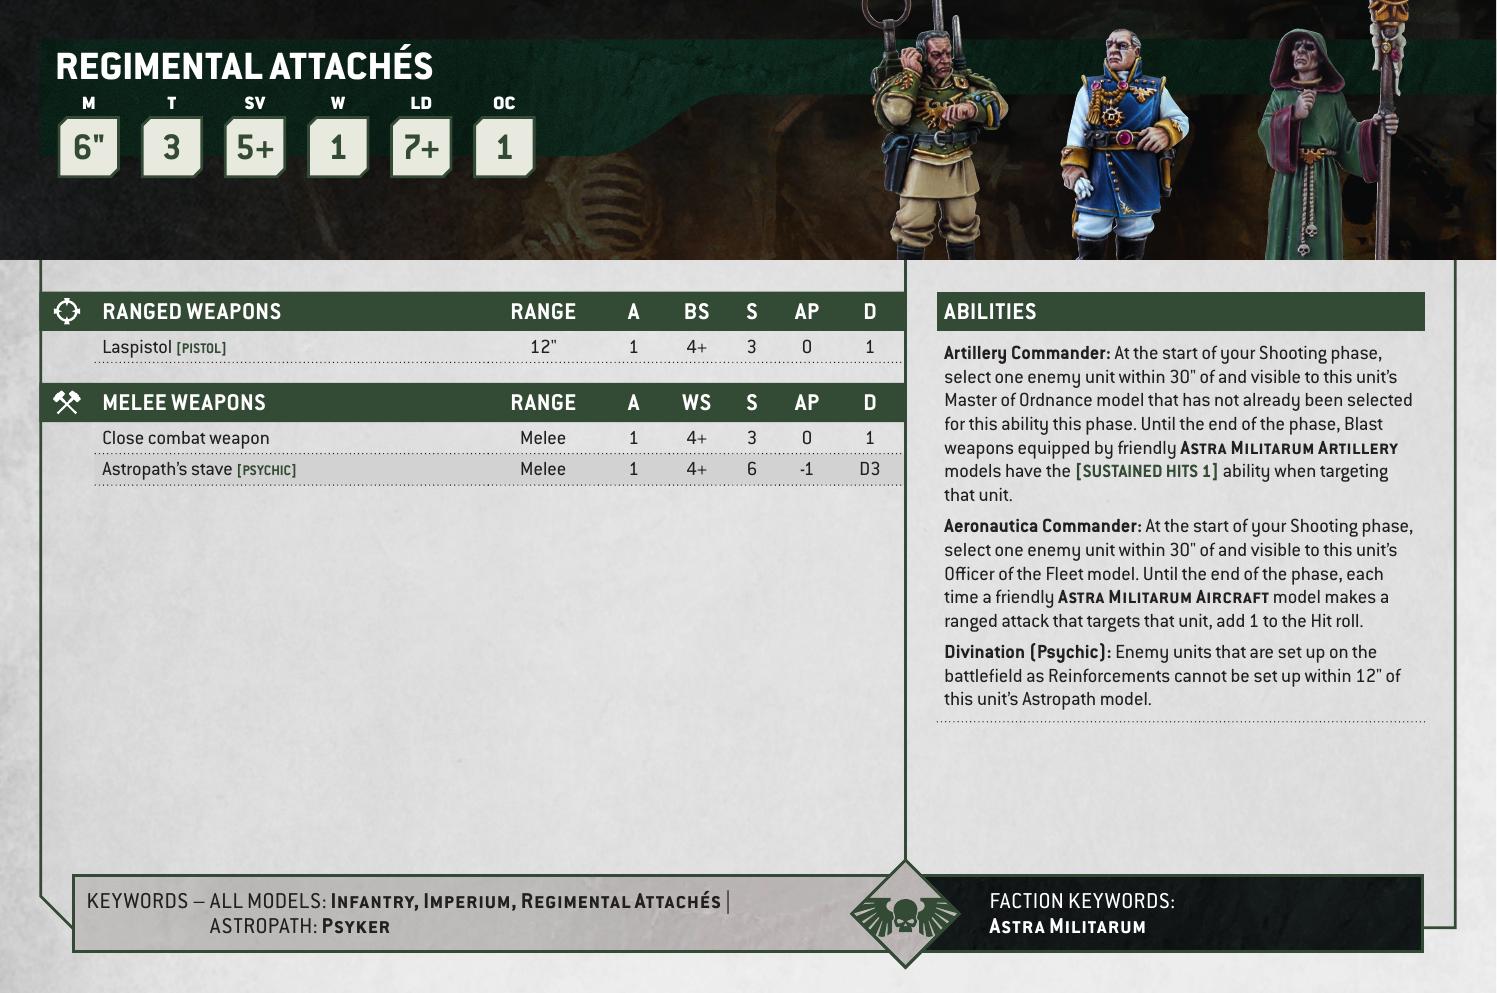 REGIMENTAL ATTACHÉS
M T SV W LD OC
6" 3 5+ 1 7+ 1
RANGED WEAPONS RANGE A BS S AP D
Laspistol [PISTOL] 12" 1 4+ 3 0 1
MELEE WEAPONS RANGE A WS S AP D
Close combat weapon Melee 1 4+ 3 0 1
Astropath's stave [PSYCHIC] Melee 1 4+ 6 -1 D3
ABILITIES
Artillery Commander: At the start of your Shooting phase,
select one enemy unit within 30" of and visible to this unit's
Master of Ordnance model that has not already been selected
for this ability this phase. Until the end of the phase, Blast
weapons equipped by friendly ASTRA MILITARUM ARTILLERY
models have the [SUSTAINED HITS 1] ability when targeting
that unit.
Aeronautica Commander: At the start of your Shooting phase,
select one enemy unit within 30" of and visible to this unit's
Officer of the Fleet model. Until the end of the phase, each
time a friendly ASTRA MILITARUM AIRCRAFT model makes a
ranged attack that targets that unit, add 1 to the Hit roll.
Divination (Psychic): Enemy units that are set up on the
battlefield as Reinforcements cannot be set up within 12" of
this unit's Astropath model.
KEYWORDS – ALL MODELS: INFANTRY, IMPERIUM, REGIMENTAL ATTACHÉS |
ASTROPATH: PSYKER
FACTION KEYWORDS:
ASTRA MILITARUM